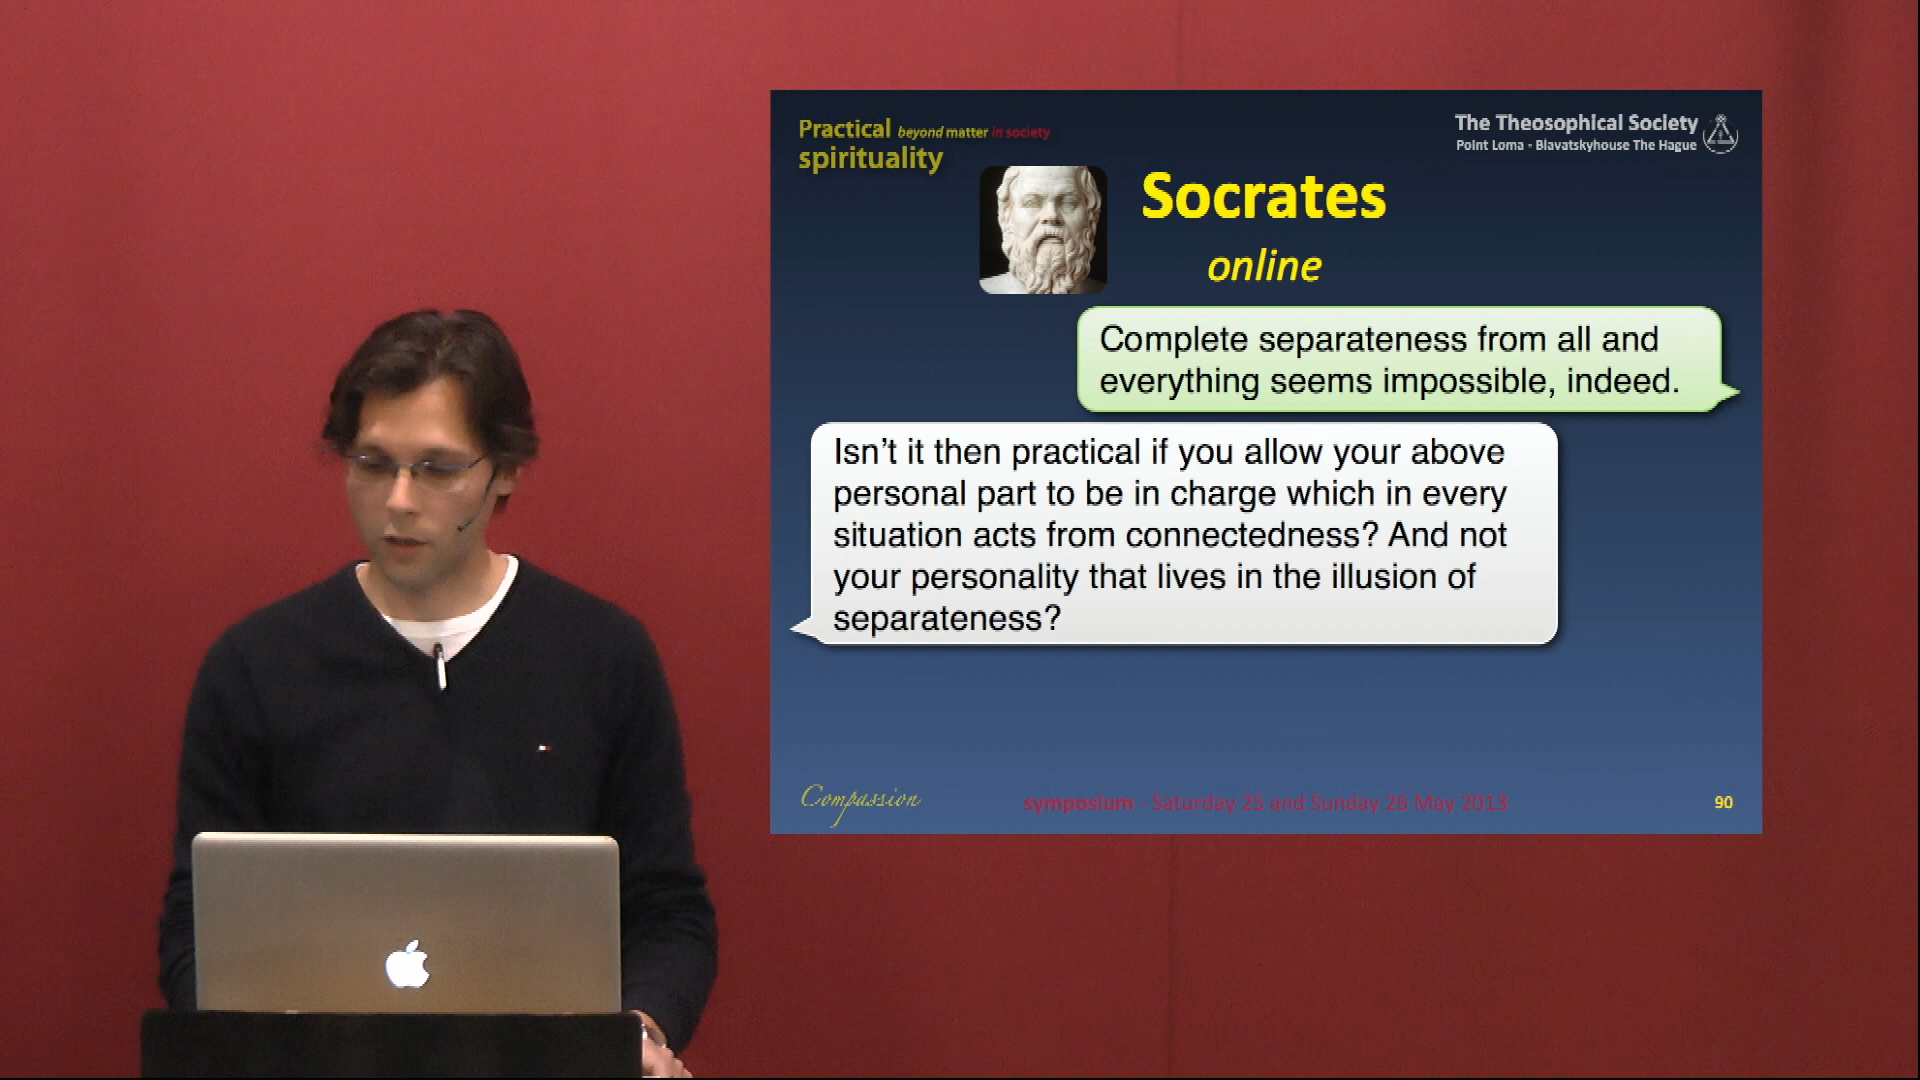 Practical beyond matter in society
spirituality
The Theosophical Society
Point Loma - Blavatskyhouse The Hague
Socrates
online
Complete separateness from all and
everything seems impossible, indeed.
Isn't it then practical if you allow your above
personal part to be in charge which in every
situation acts from connectedness? And not
your personality that lives in the illusion of
separateness?
Compassion
symposium - Saturday 25 and Sunday 26 May 2013
90